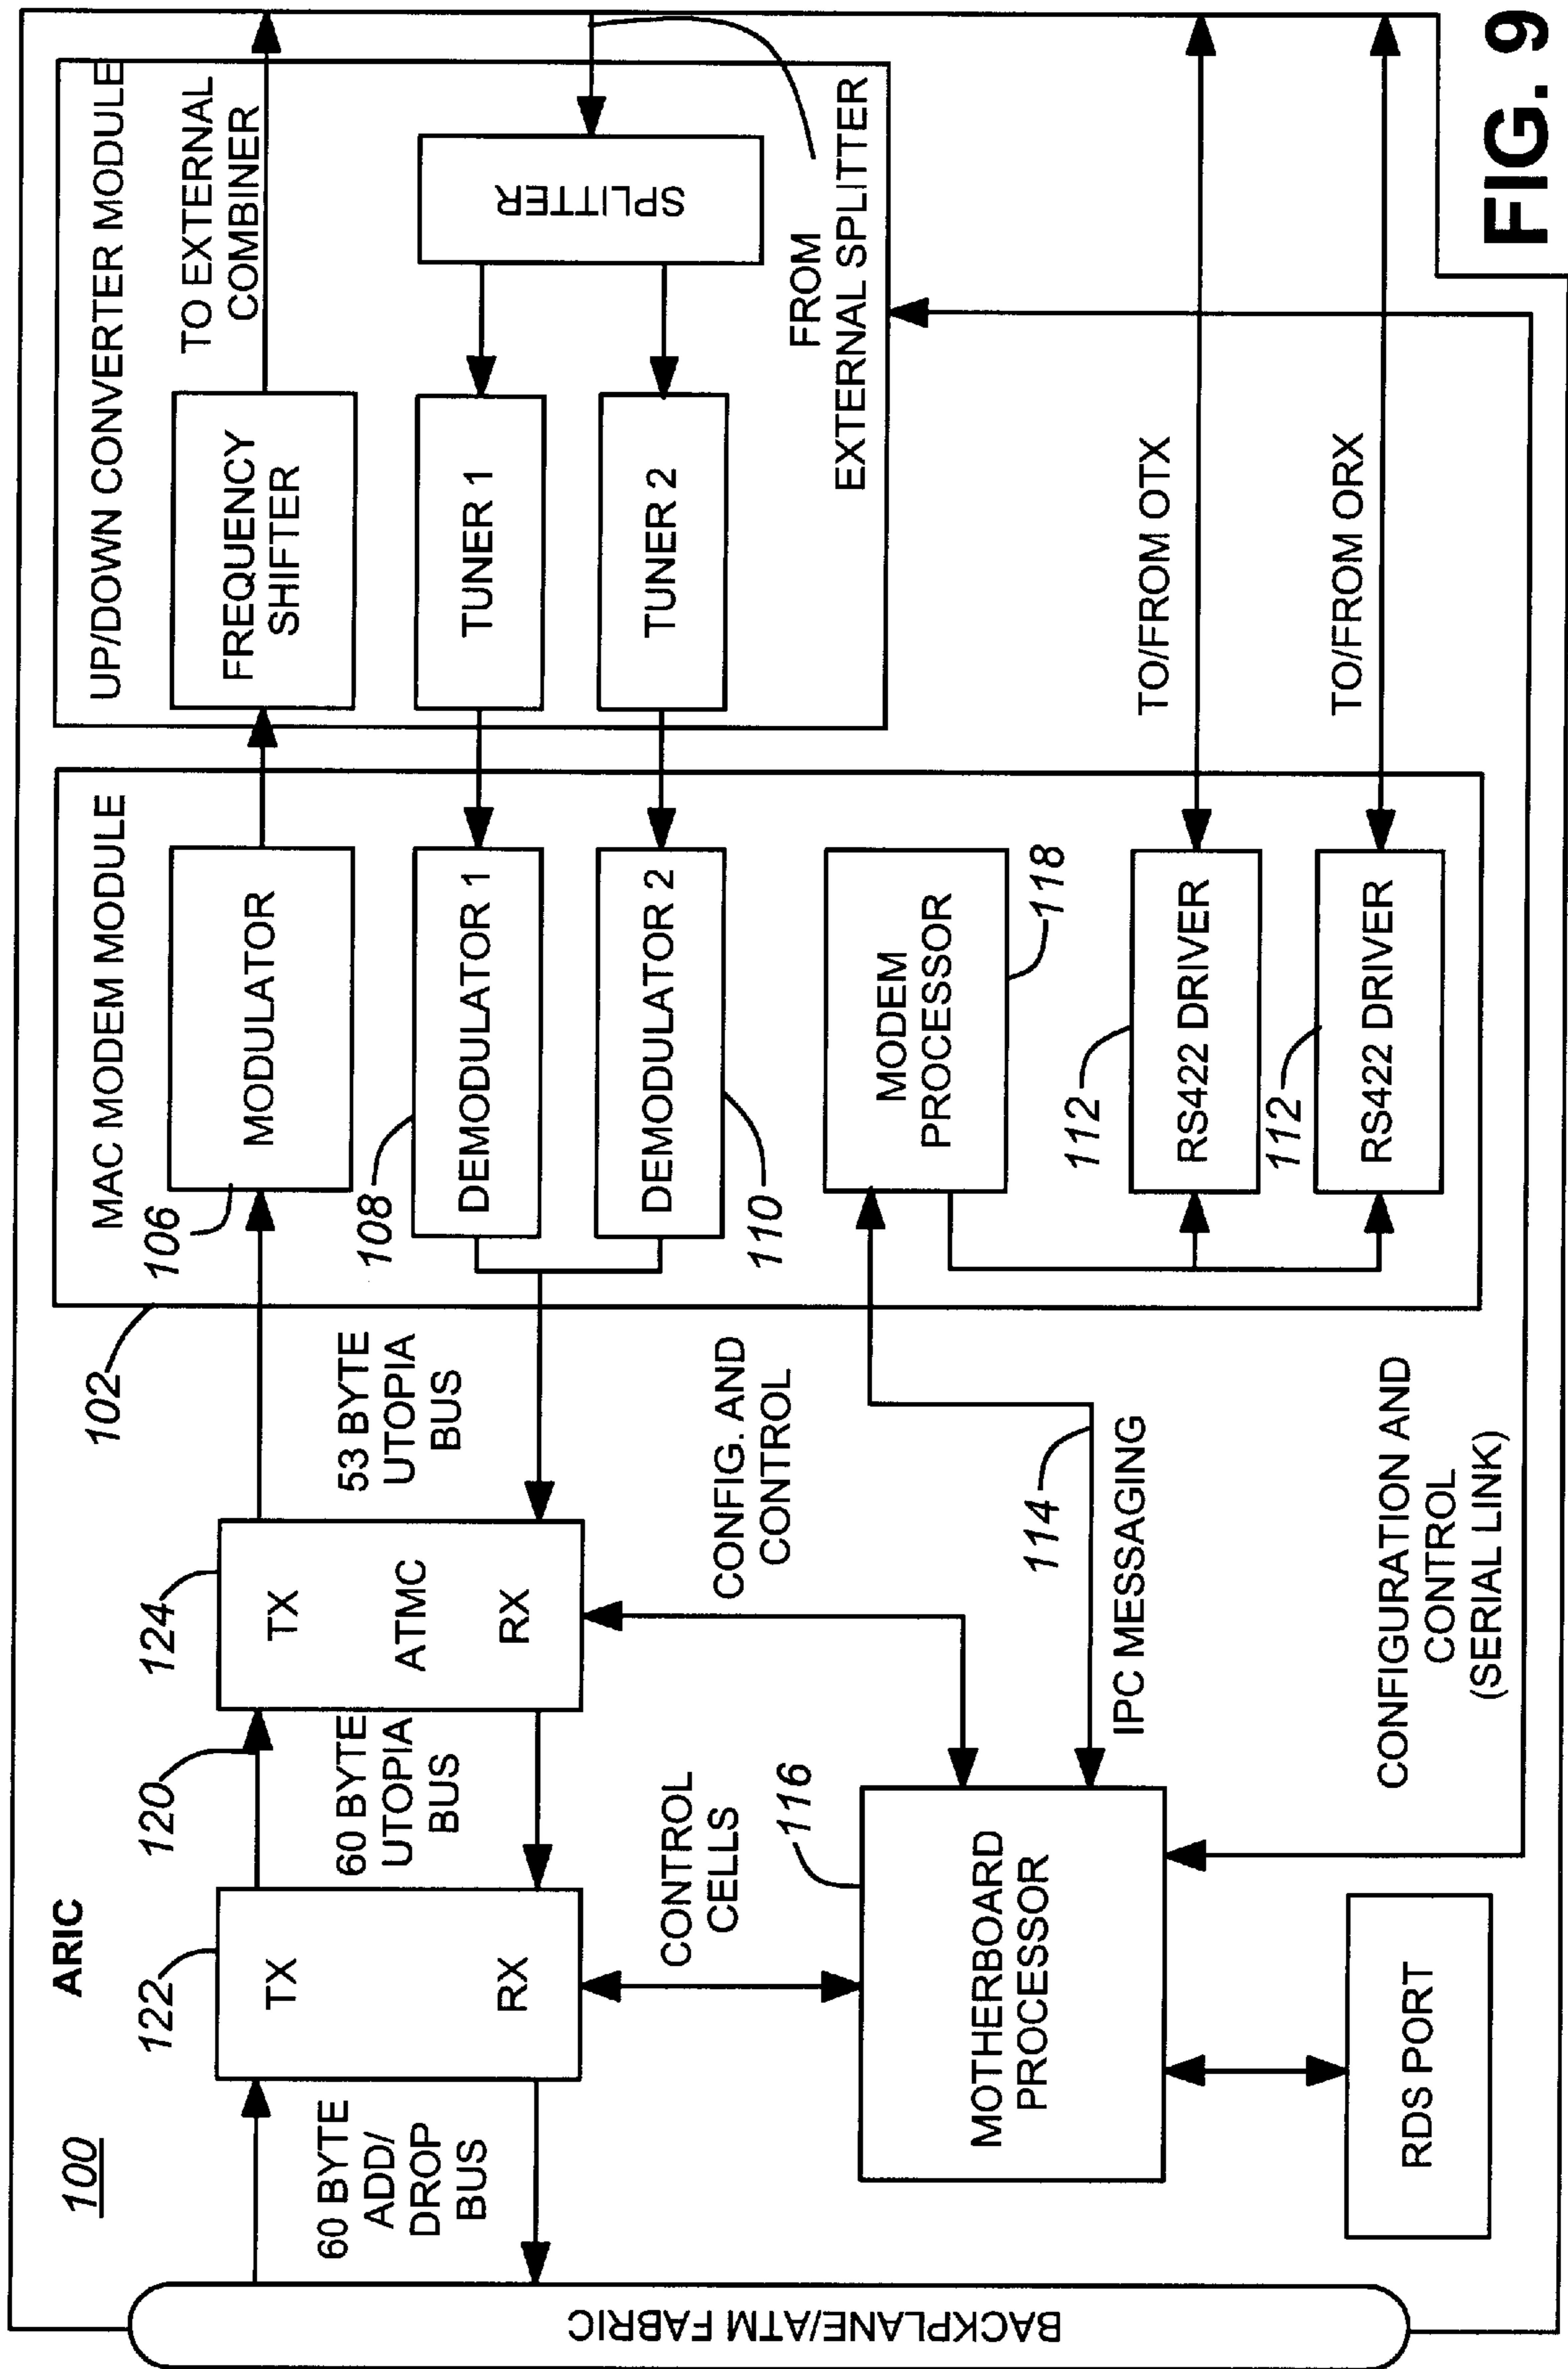 ARIC
100
BACKPLANE/ATM FABRIC
60 BYTE
ADD/
DROP
BUS
122
TX
RX
120
60 BYTE
UTOPIA
BUS
124
TX
ATMC
RX
53 BYTE
UTOPIA
BUS
102
MAC MODEM MODULE
106
MODULATOR
108
DEMODULATOR 1
DEMODULATOR 2
110
MODEM
PROCESSOR
118
112
RS422 DRIVER
112
RS422 DRIVER
UP/DOWN CONVERTER MODULE
FREQUENCY
SHIFTER
TO EXTERNAL
COMBINER
TUNER 1
TUNER 2
SPLITTER
FROM
EXTERNAL SPLITTER
TO/FROM OTX
TO/FROM ORX
CONTROL
CELLS
116
MOTHERBOARD
PROCESSOR
CONFIG. AND
CONTROL
114
IPC MESSAGING
CONFIGURATION AND
CONTROL
(SERIAL LINK)
RDS PORT
FIG. 9